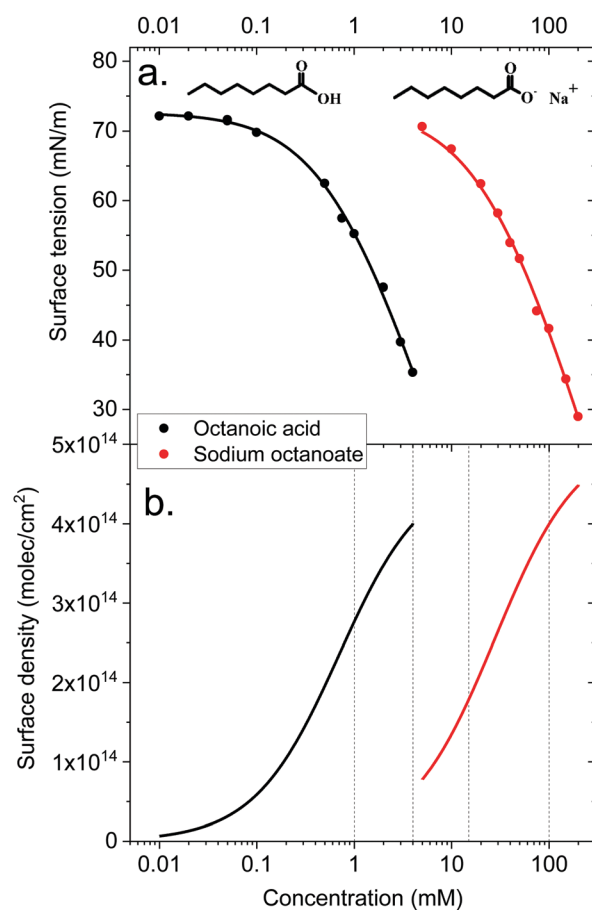 0.01 0.1 1 10 100
80
a.
O
OH
O
O- Na+
70
60
50
40
30
Surface tension (mN/m)
Octanoic acid
Sodium octanoate
5x10^14
b.
4x10^14
3x10^14
2x10^14
1x10^14
0
Surface density (molec/cm²)
0.01 0.1 1 10 100
Concentration (mM)